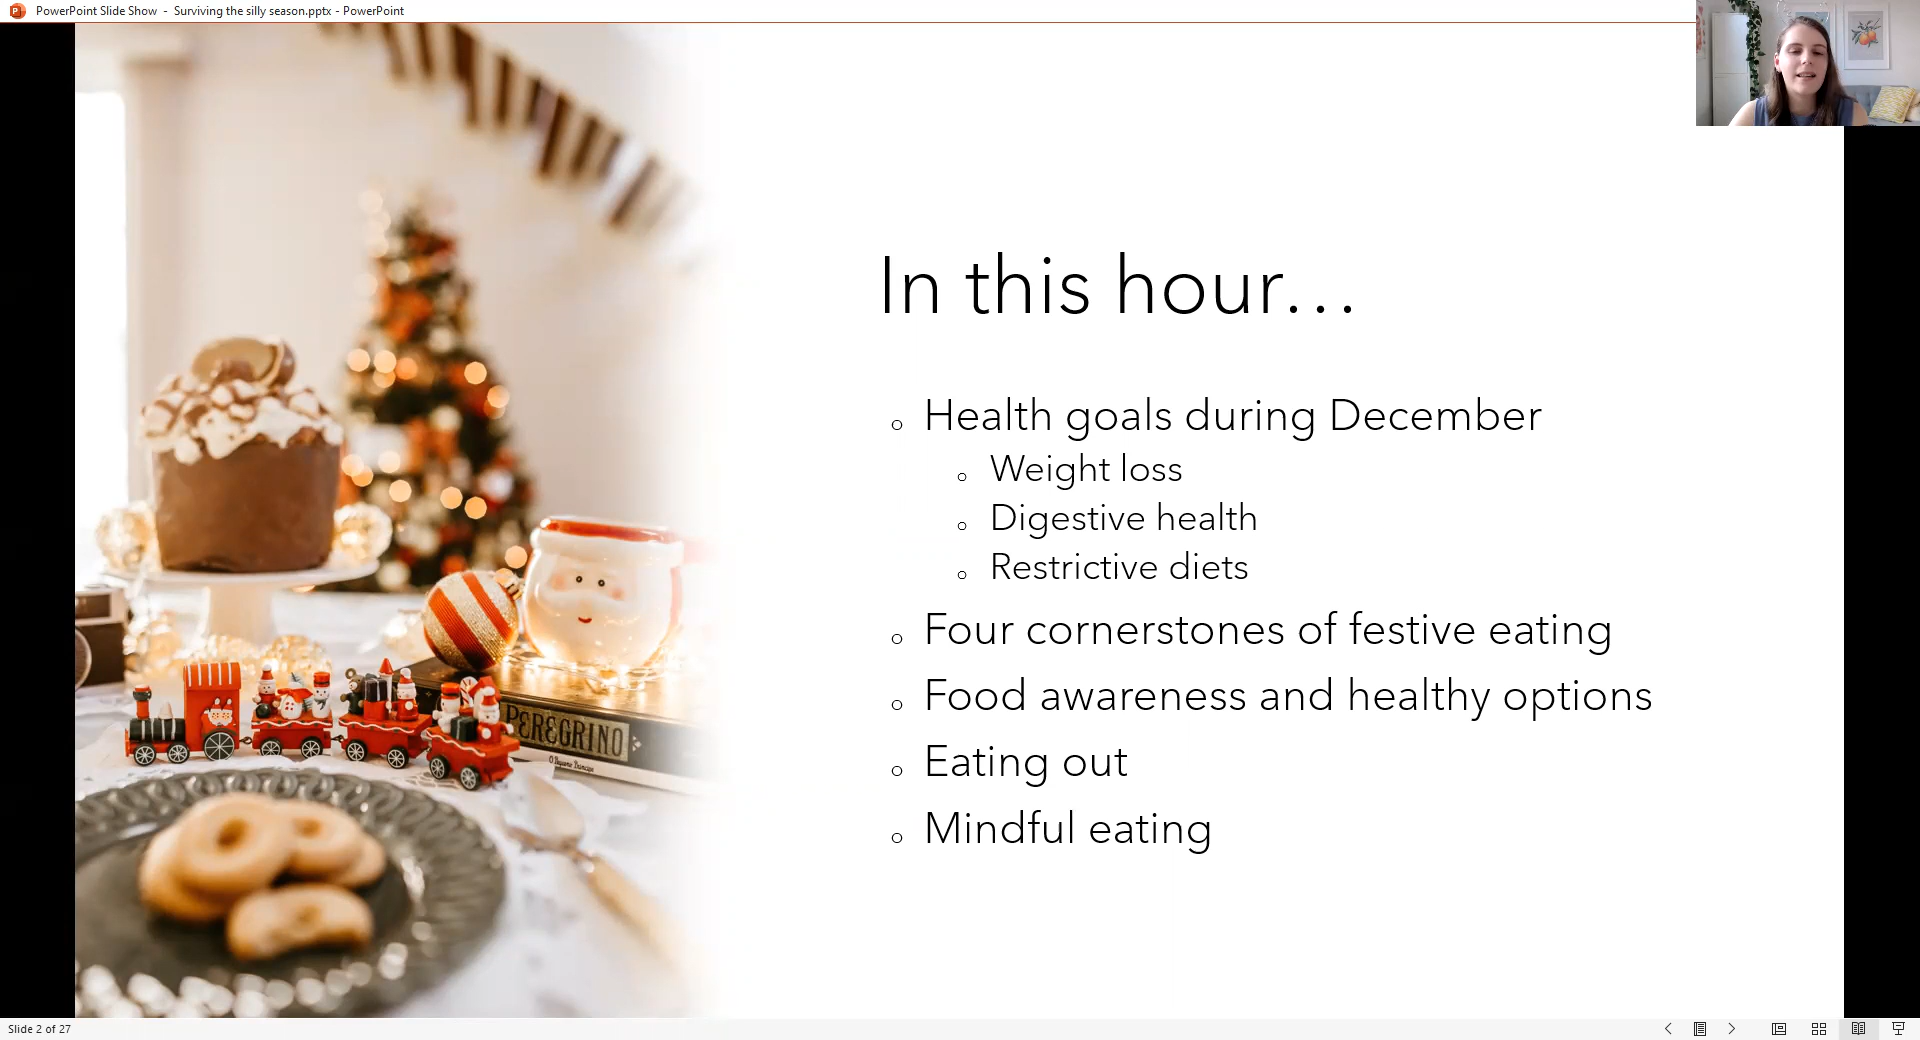 PowerPoint Slide Show - Surviving the silly season.pptx - PowerPoint
In this hour...
Health goals during December
Weight loss
Digestive health
Restrictive diets
Four cornerstones of festive eating
Food awareness and healthy options
Eating out
Mindful eating
PEREGRINO
O Pequeno Príncipe
Slide 2 of 27